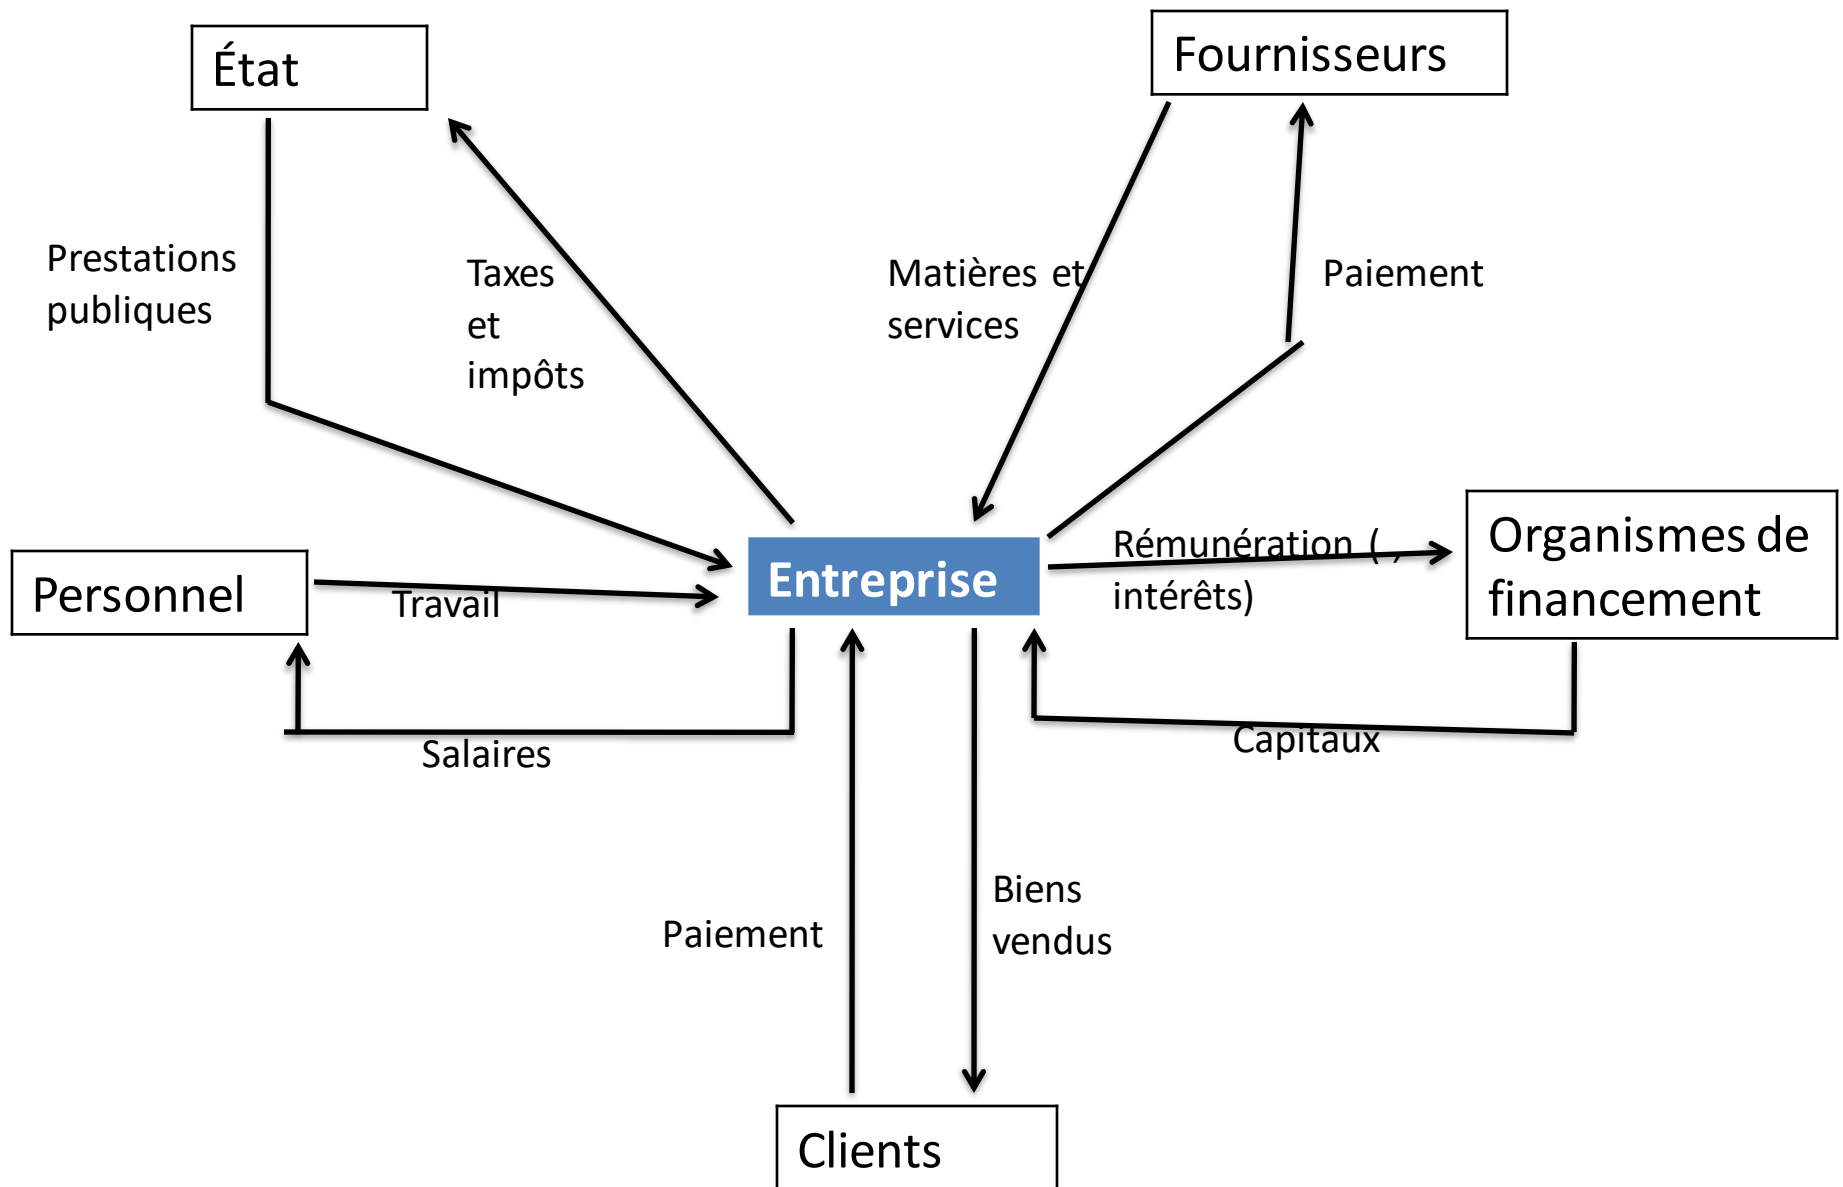 État
Fournisseurs
Prestations
publiques
Taxes
et
impôts
Matières et
services
Paiement
Personnel
Travail
Entreprise
Rémunération ( ,
intérêts)
Organismes de
financement
Salaires
Capitaux
Paiement
Biens
vendus
Clients